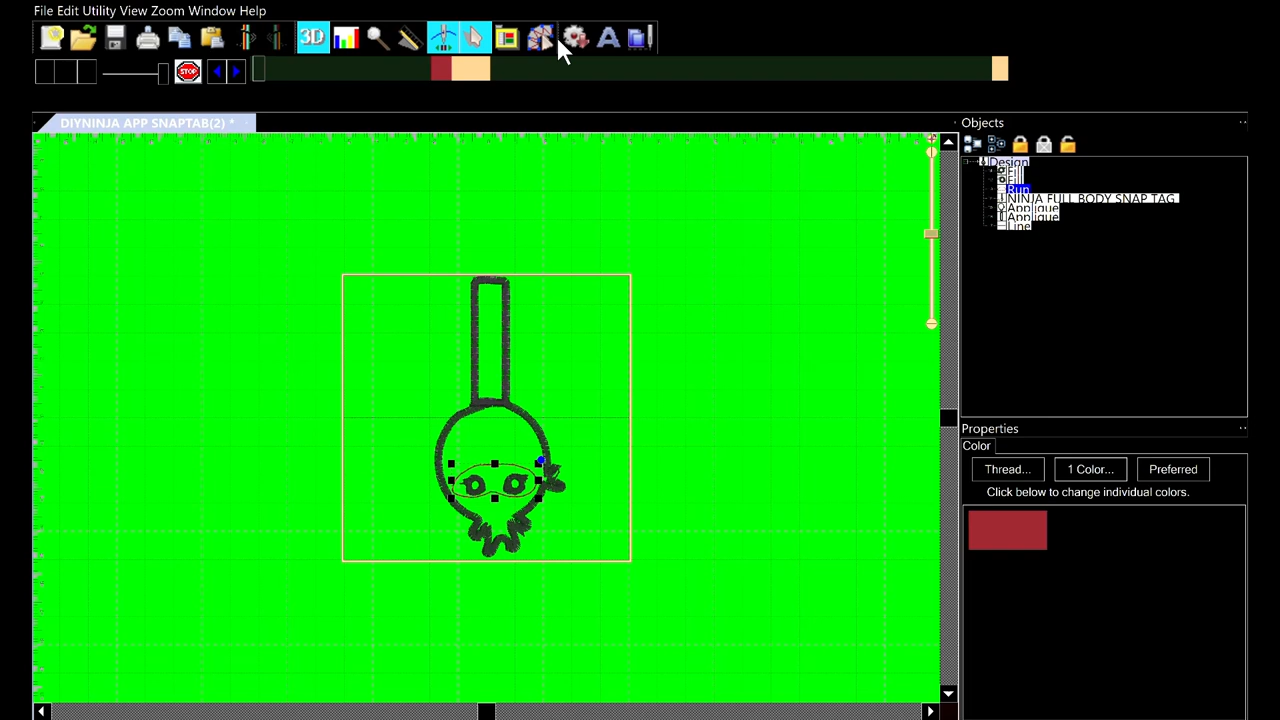 File Edit Utility View Zoom Window Help
3D
A
STOP
DIYNINJA APP SNAPTAB(2) *
Objects
Design
Fill
Run
NINJA FULL BODY SNAP TAG
Applique
Applique
Line
Properties
Color
Thread...
1 Color...
Preferred
Click below to change individual colors.